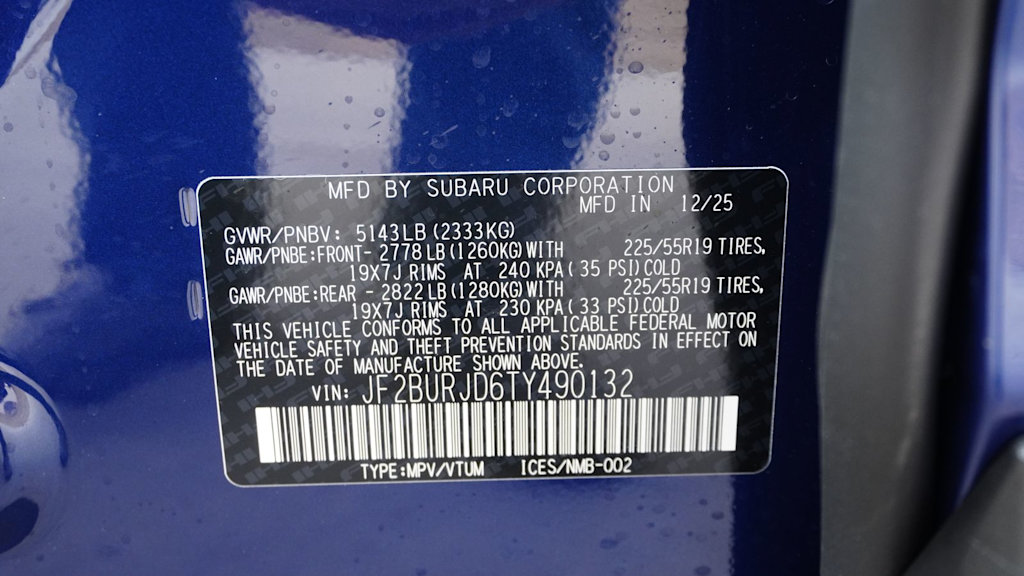 MFD BY SUBARU CORPORATION
MFD IN 12/25
GVWR/PNBV: 5143LB (2333KG)
GAWR/PNBE:FRONT- 2778 LB (1260KG) WITH 225/55R19 TIRES,
19X7J RIMS AT 240 KPA ( 35 PSI) COLD
GAWR/PNBE:REAR - 2822 LB (1280KG) WITH 225/55R19 TIRES,
19X7J RIMS AT 230 KPA ( 33 PSI) COLD
THIS VEHICLE CONFORMS TO ALL APPLICABLE FEDERAL MOTOR
VEHICLE SAFETY AND THEFT PREVENTION STANDARDS IN EFFECT ON
THE DATE OF MANUFACTURE SHOWN ABOVE.
VIN: JF2BURJD6TY490132
TYPE:MPV/VTUM ICES/NMB-002